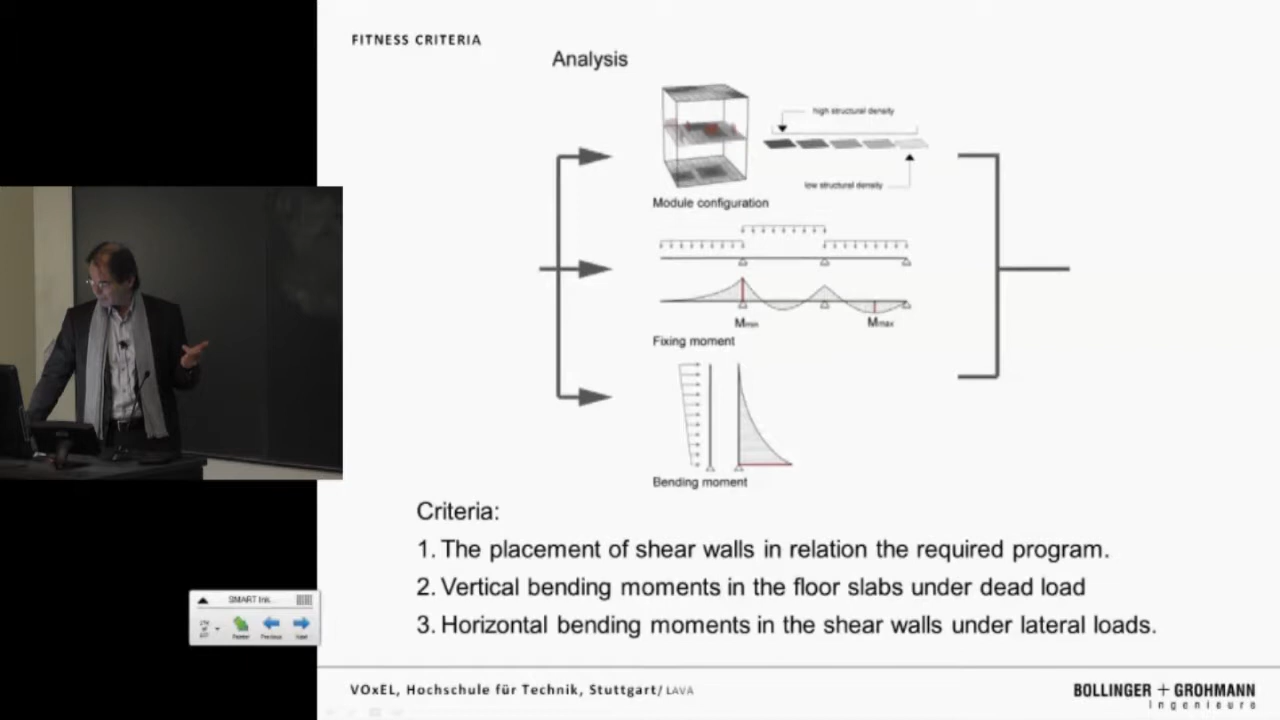 FITNESS CRITERIA
Analysis
high structural density
low structural density
Module configuration
Mmin
Mmax
Fixing moment
Bending moment
Criteria:
1. The placement of shear walls in relation the required program.
2. Vertical bending moments in the floor slabs under dead load
3. Horizontal bending moments in the shear walls under lateral loads.
SMART Ink...
Pointer Previous Next
VOxEL, Hochschule für Technik, Stuttgart/ LAVA
BOLLINGER + GROHMANN
Ingenieure